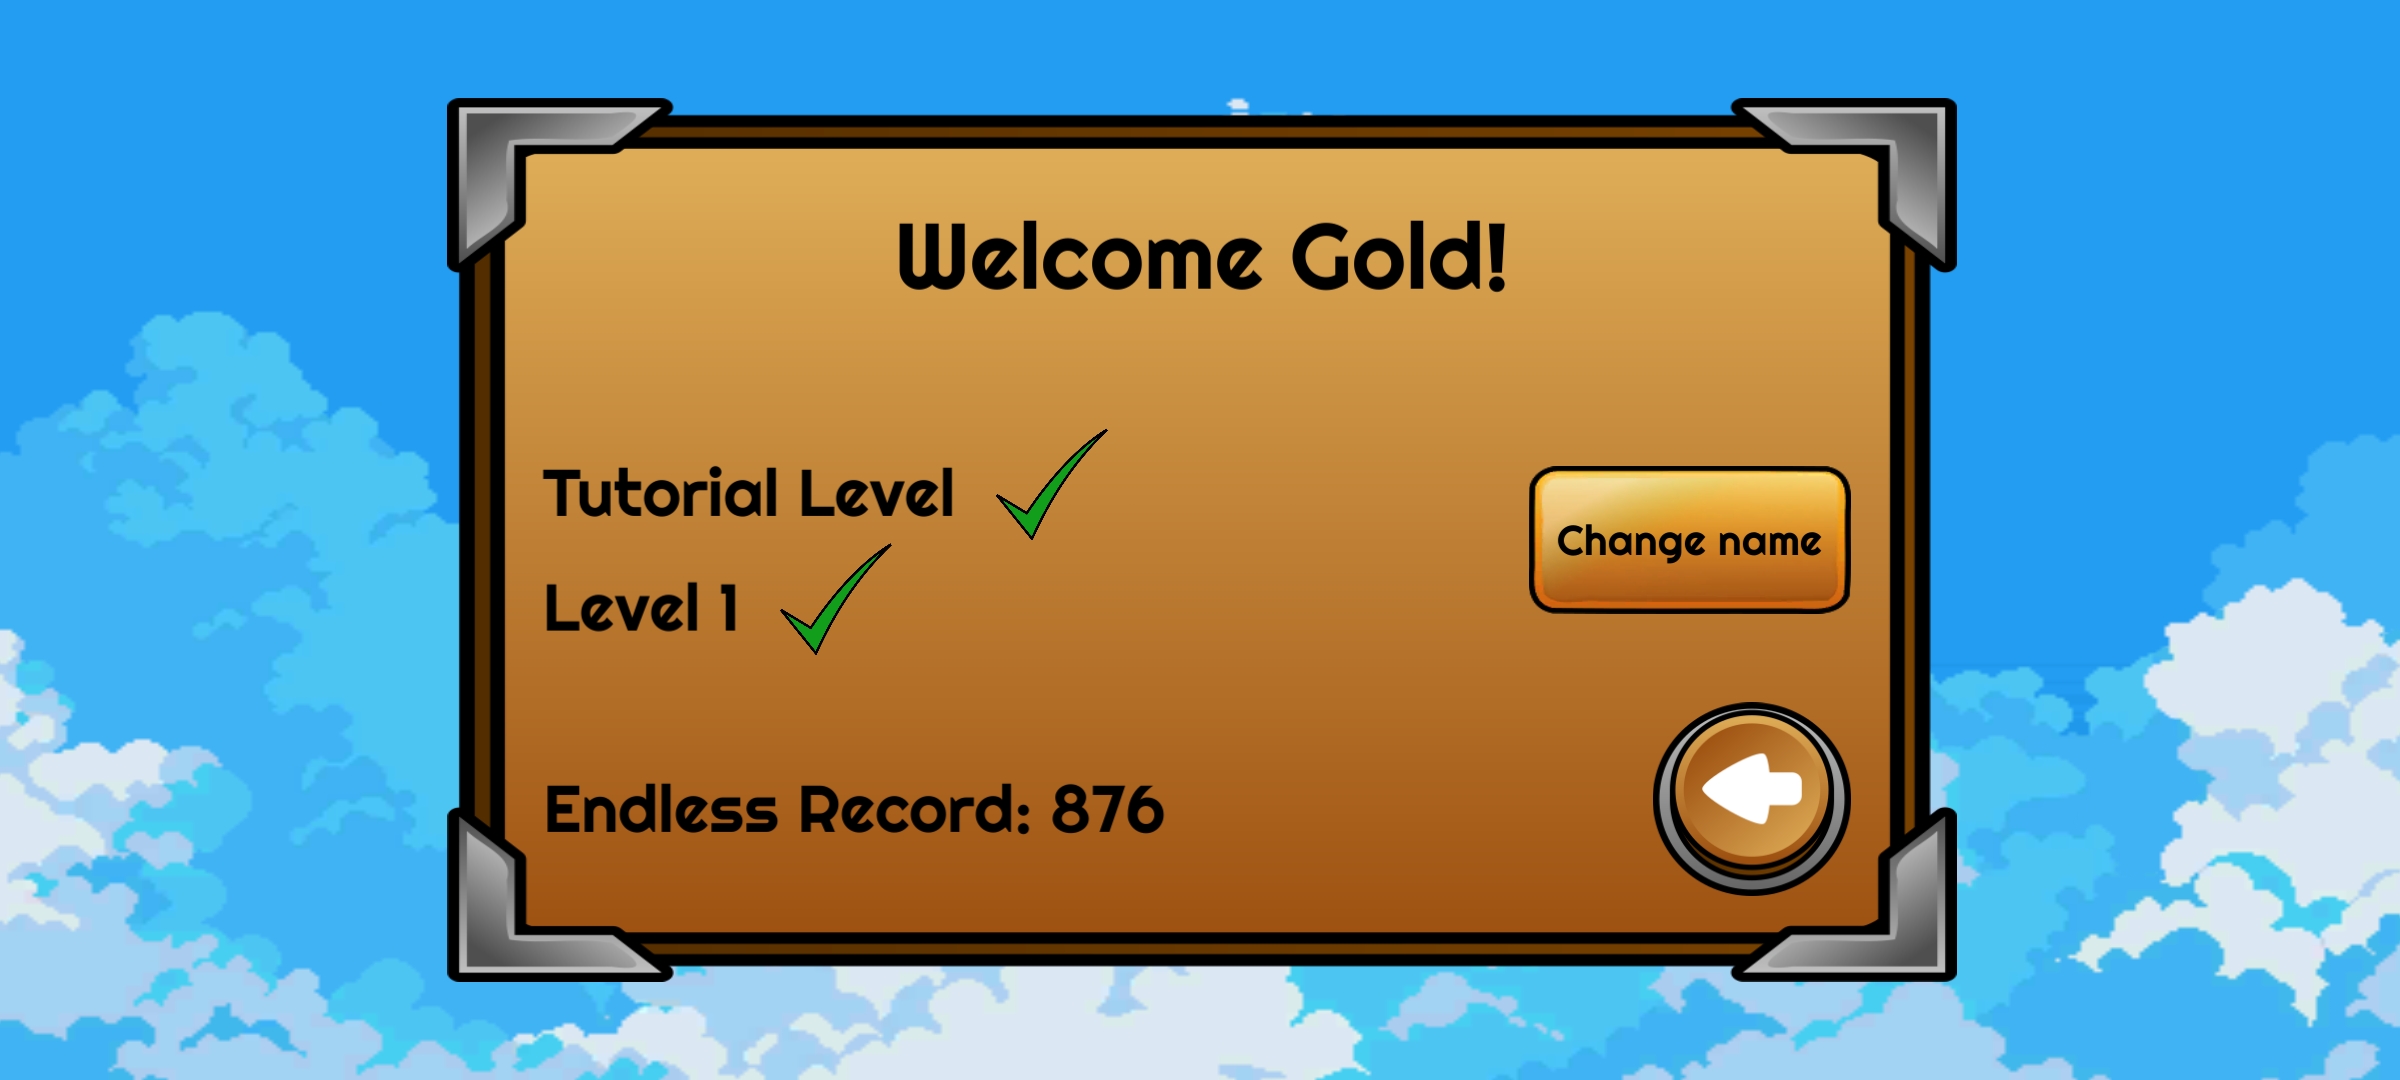 Welcome Gold!
Tutorial Level
Change name
Level 1
Endless Record: 876